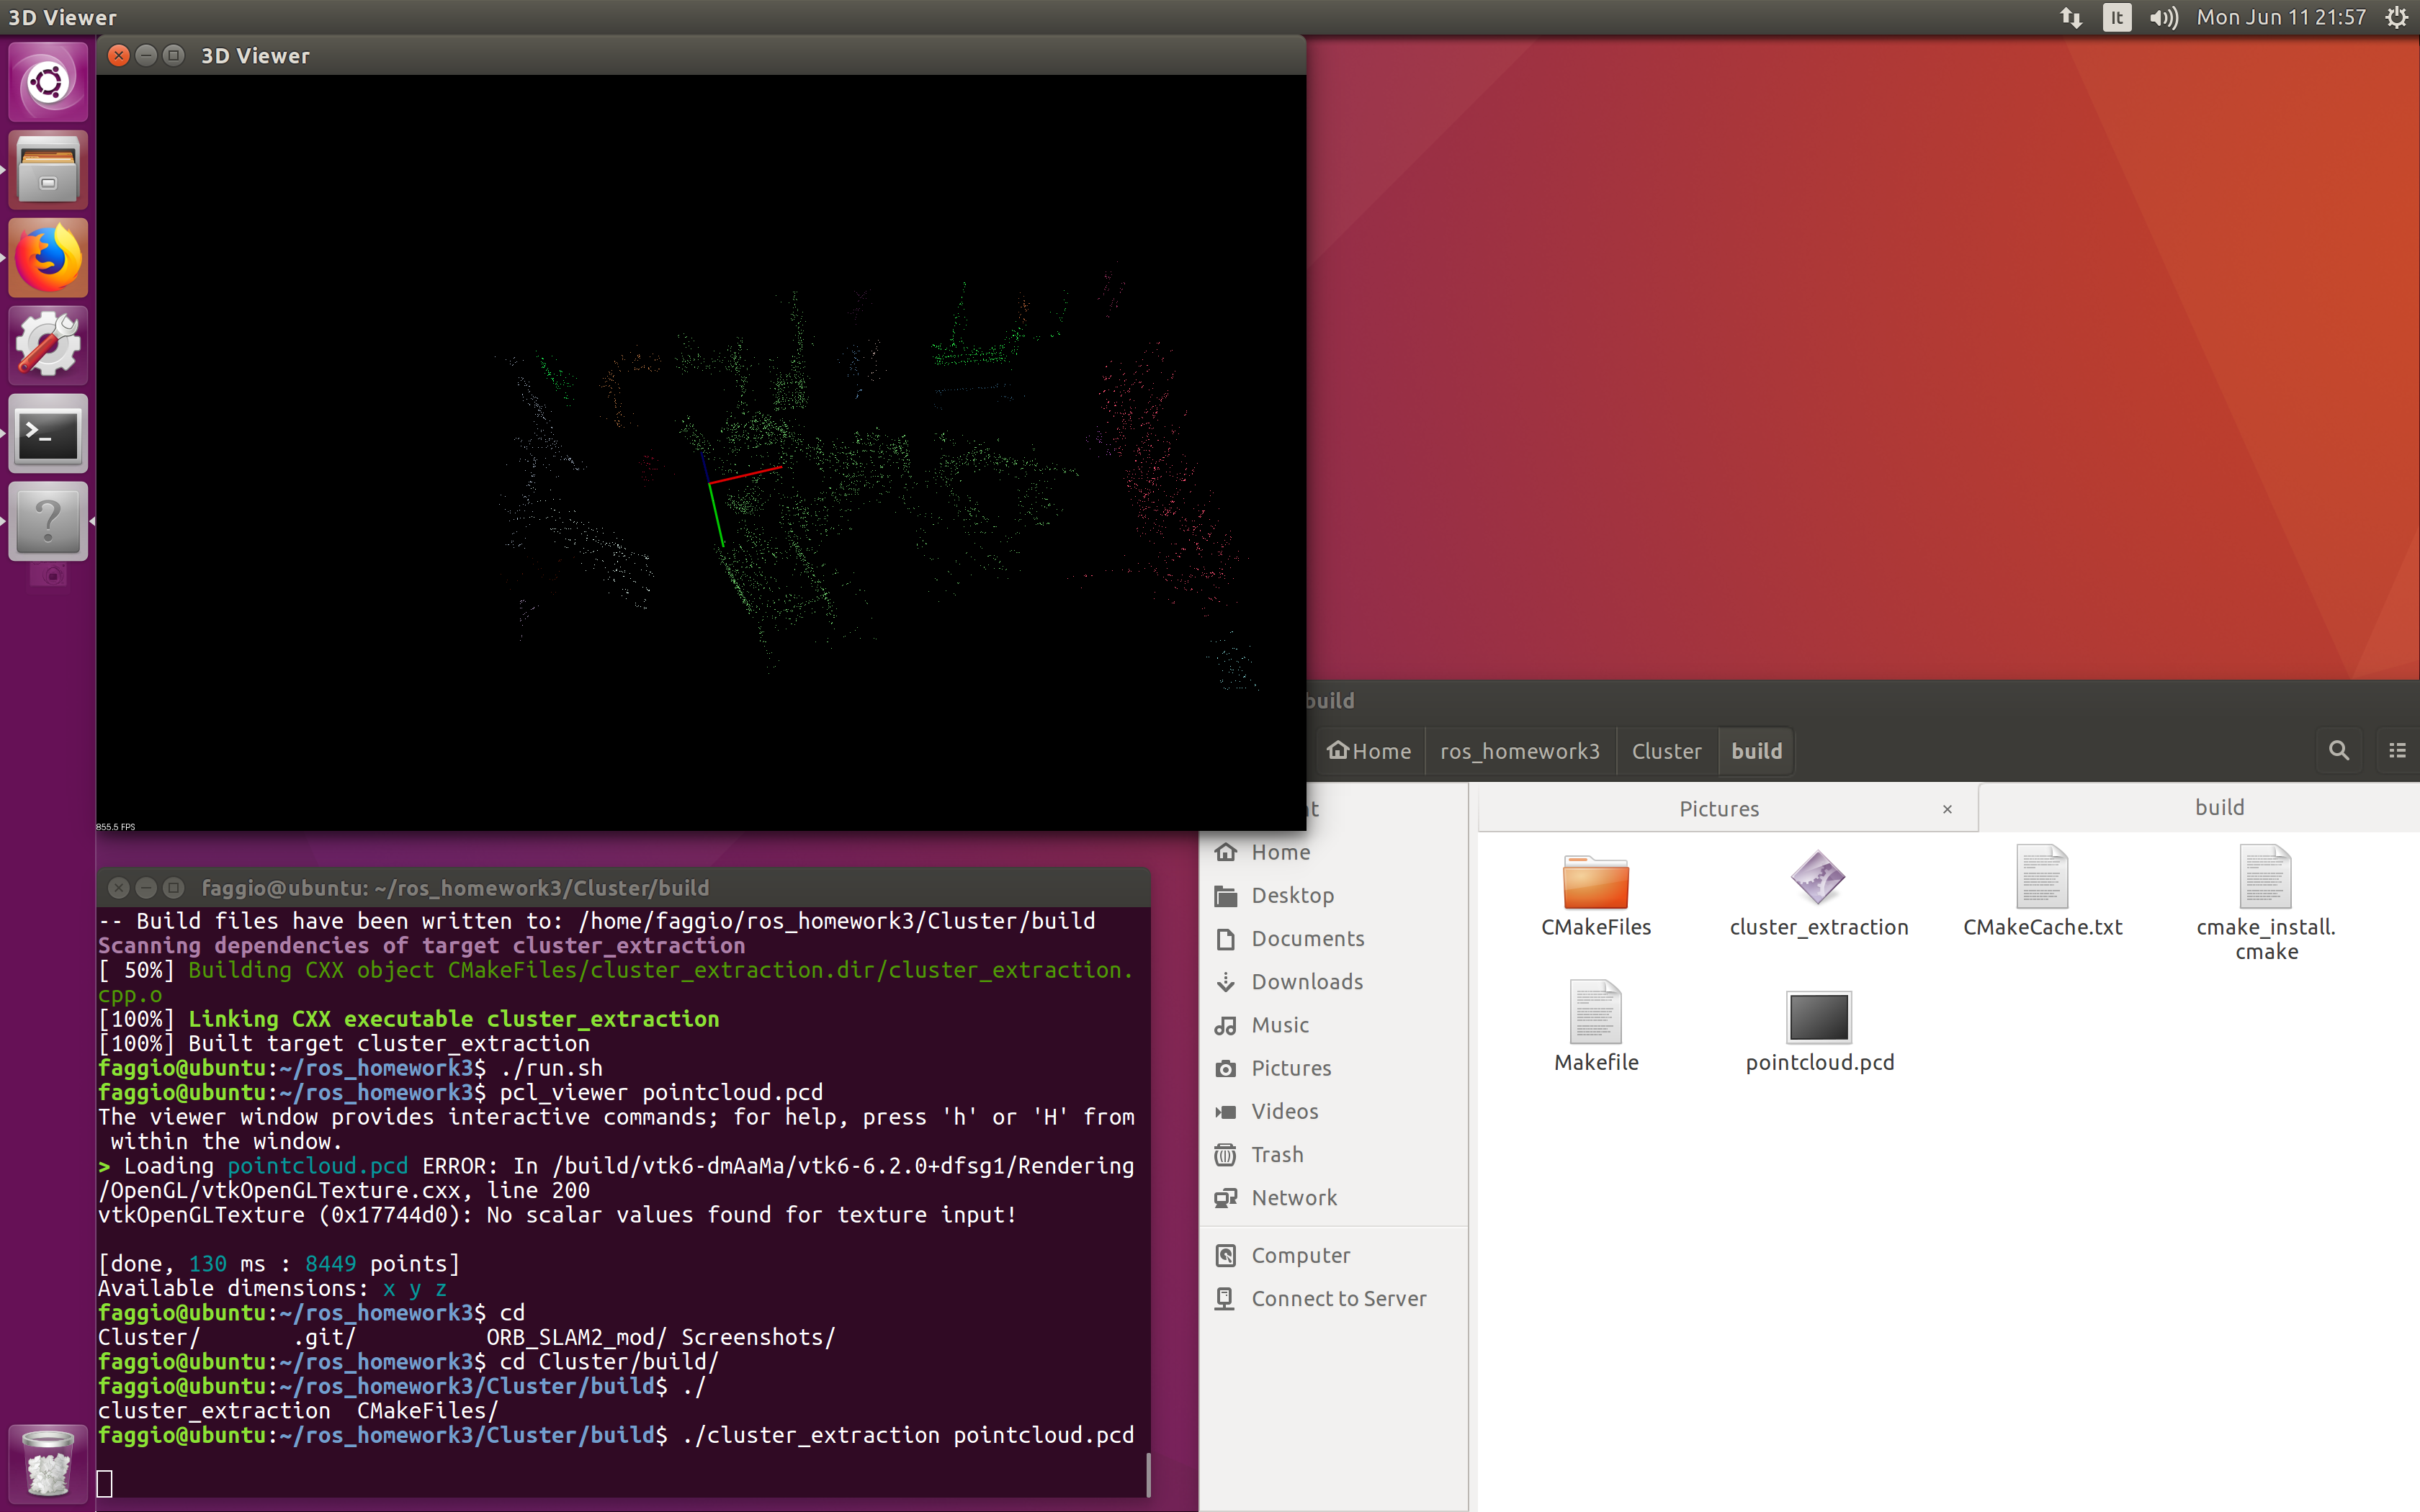 3D Viewer
It
Mon Jun 11 21:57
3D Viewer
855.5 FPS
build
Home
ros_homework3
Cluster
build
t
Home
Desktop
Documents
Downloads
Music
Pictures
Videos
Trash
Network
Computer
Connect to Server
Pictures
build
CMakeFiles
cluster_extraction
CMakeCache.txt
cmake_install.
cmake
Makefile
pointcloud.pcd
faggio@ubuntu: ~/ros_homework3/Cluster/build
-- Build files have been written to: /home/faggio/ros_homework3/Cluster/build
Scanning dependencies of target cluster_extraction
[ 50%] Building CXX object CMakeFiles/cluster_extraction.dir/cluster_extraction.
cpp.o
[100%] Linking CXX executable cluster_extraction
[100%] Built target cluster_extraction
faggio@ubuntu:~/ros_homework3$ ./run.sh
faggio@ubuntu:~/ros_homework3$ pcl_viewer pointcloud.pcd
The viewer window provides interactive commands; for help, press 'h' or 'H' from
 within the window.
> Loading pointcloud.pcd ERROR: In /build/vtk6-dmAaMa/vtk6-6.2.0+dfsg1/Rendering
/OpenGL/vtkOpenGLTexture.cxx, line 200
vtkOpenGLTexture (0x17744d0): No scalar values found for texture input!
[done, 130 ms : 8449 points]
Available dimensions: x y z
faggio@ubuntu:~/ros_homework3$ cd
Cluster/ .git/ ORB_SLAM2_mod/ Screenshots/
faggio@ubuntu:~/ros_homework3$ cd Cluster/build/
faggio@ubuntu:~/ros_homework3/Cluster/build$ ./
cluster_extraction CMakeFiles/
faggio@ubuntu:~/ros_homework3/Cluster/build$ ./cluster_extraction pointcloud.pcd